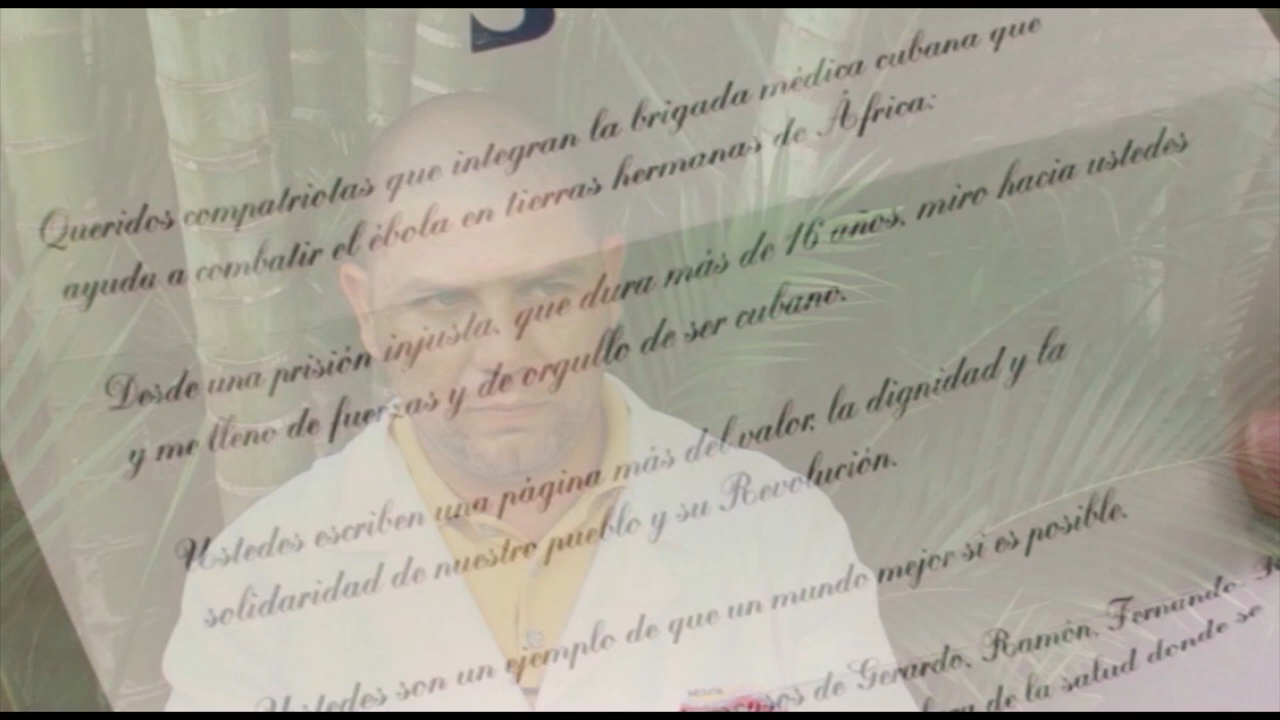 S
Queridos compatriotas que integran la brigada médica cubana que
ayuda a combatir el ébola en tierras hermanas de África:
Desde una prisión injusta, que dura más de 16 años, miro hacia ustedes
y me lleno de fuerzas y de orgullo de ser cubano.
Ustedes escriben una página más del valor, la dignidad y la
solidaridad de nuestro pueblo y su Revolución.
Ustedes son un ejemplo de que un mundo mejor sí es posible.
de Gerardo, Ramón, Fernando,
de la salud donde se